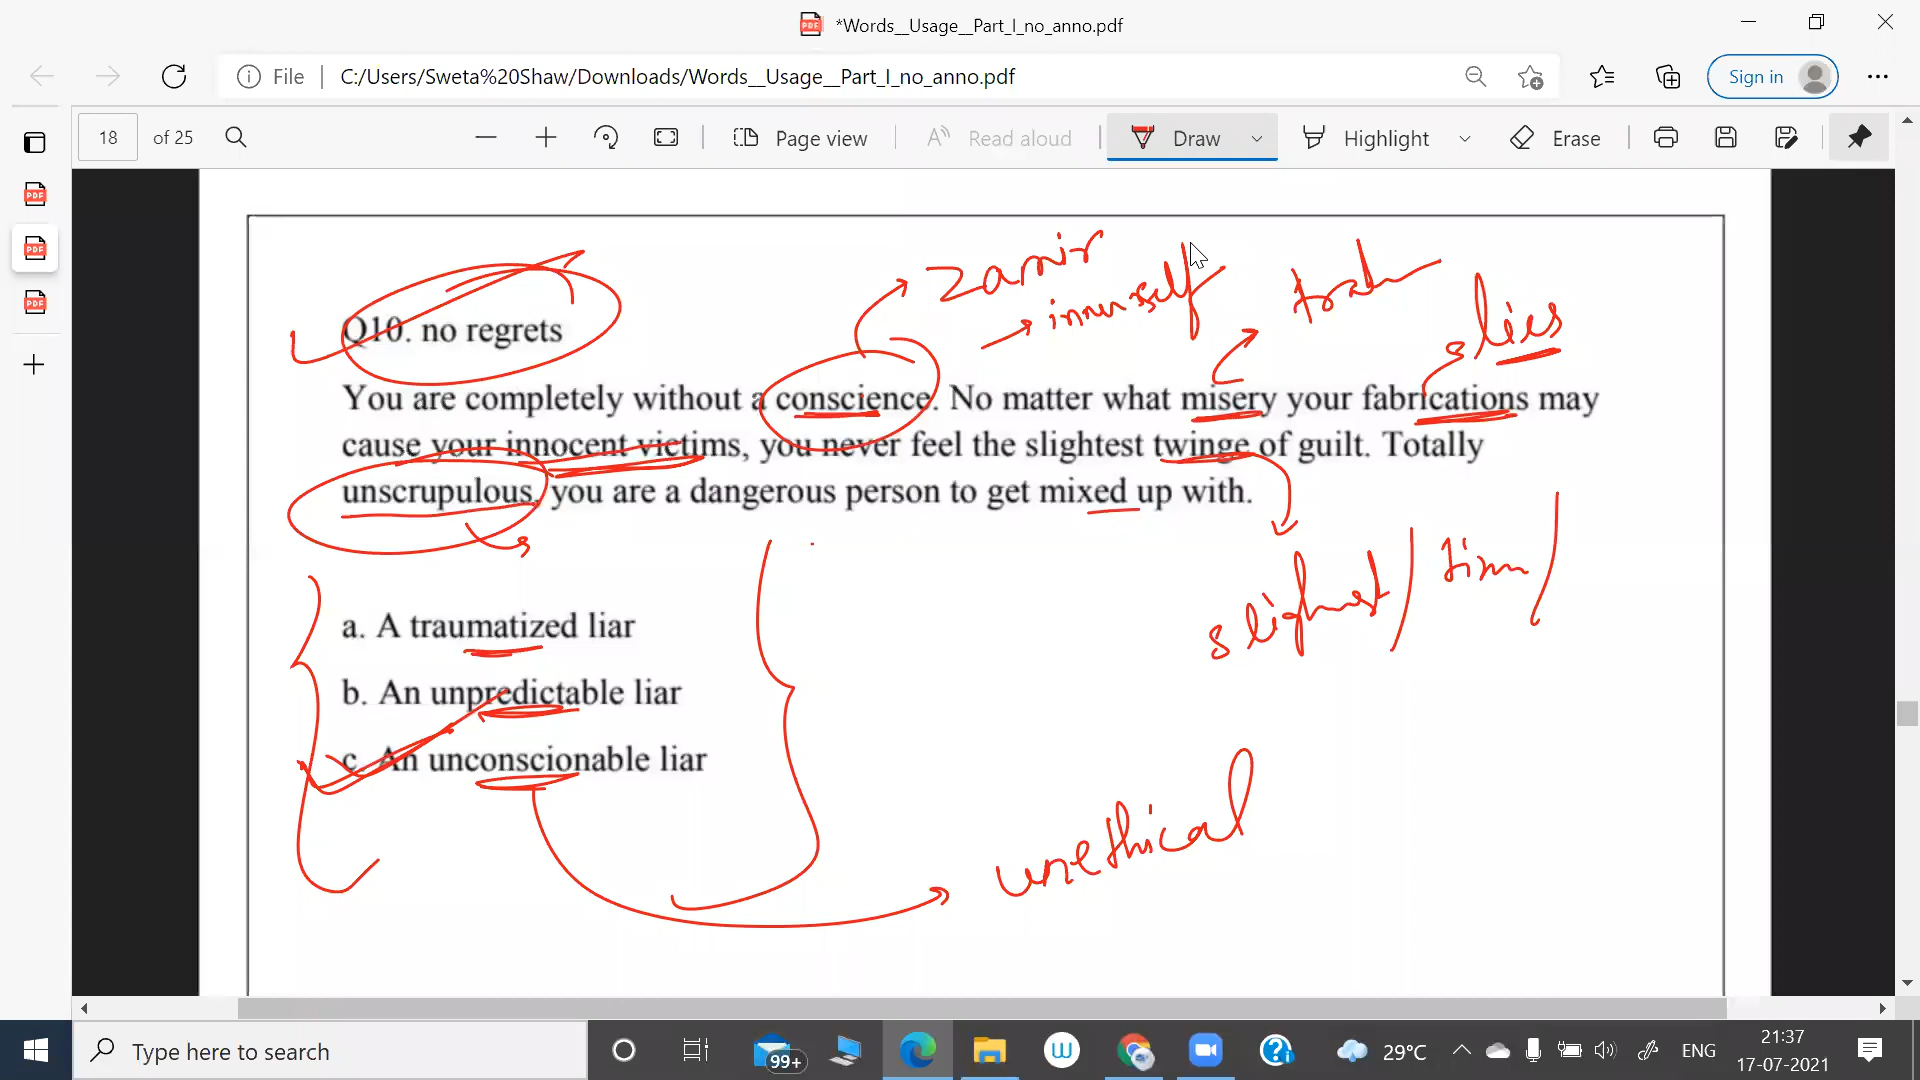 *Words__Usage__Part_I_no_anno.pdf
File
C:/Users/Sweta%20Shaw/Downloads/Words__Usage__Part_I_no_anno.pdf
Sign in
18 of 25
Page view
Read aloud
Draw
Highlight
Erase
zamir
innerself
lies
Q10. no regrets
You are completely without a conscience. No matter what misery your fabrications may
cause your innocent victims, you never feel the slightest twinge of guilt. Totally
unscrupulous, you are a dangerous person to get mixed up with.
slighest/
a. A traumatized liar
b. An unpredictable liar
c. An unconscionable liar
unethical
Type here to search
99+
29°C
ENG
21:37
17-07-2021